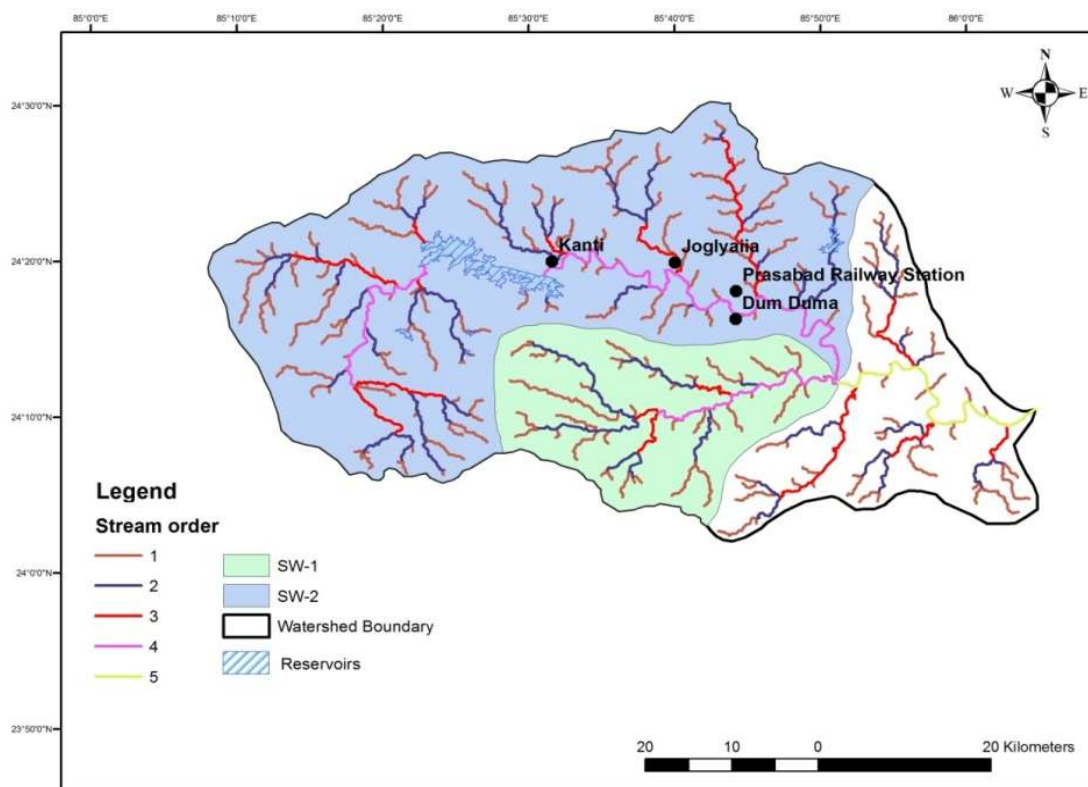 85°0'0"E 85°10'0"E 85°20'0"E 85°30'0"E 85°40'0"E 85°50'0"E 86°0'0"E
N
W E
S
24°30'0"N
24°20'0"N
24°10'0"N
24°0'0"N
23°50'0"N
Kanti
Joglyalia
Prasabad Railway Station
Dum Duma
Legend
Stream order
1
2
3
4
5
SW-1
SW-2
Watershed Boundary
Reservoirs
20 10 0 20 Kilometers